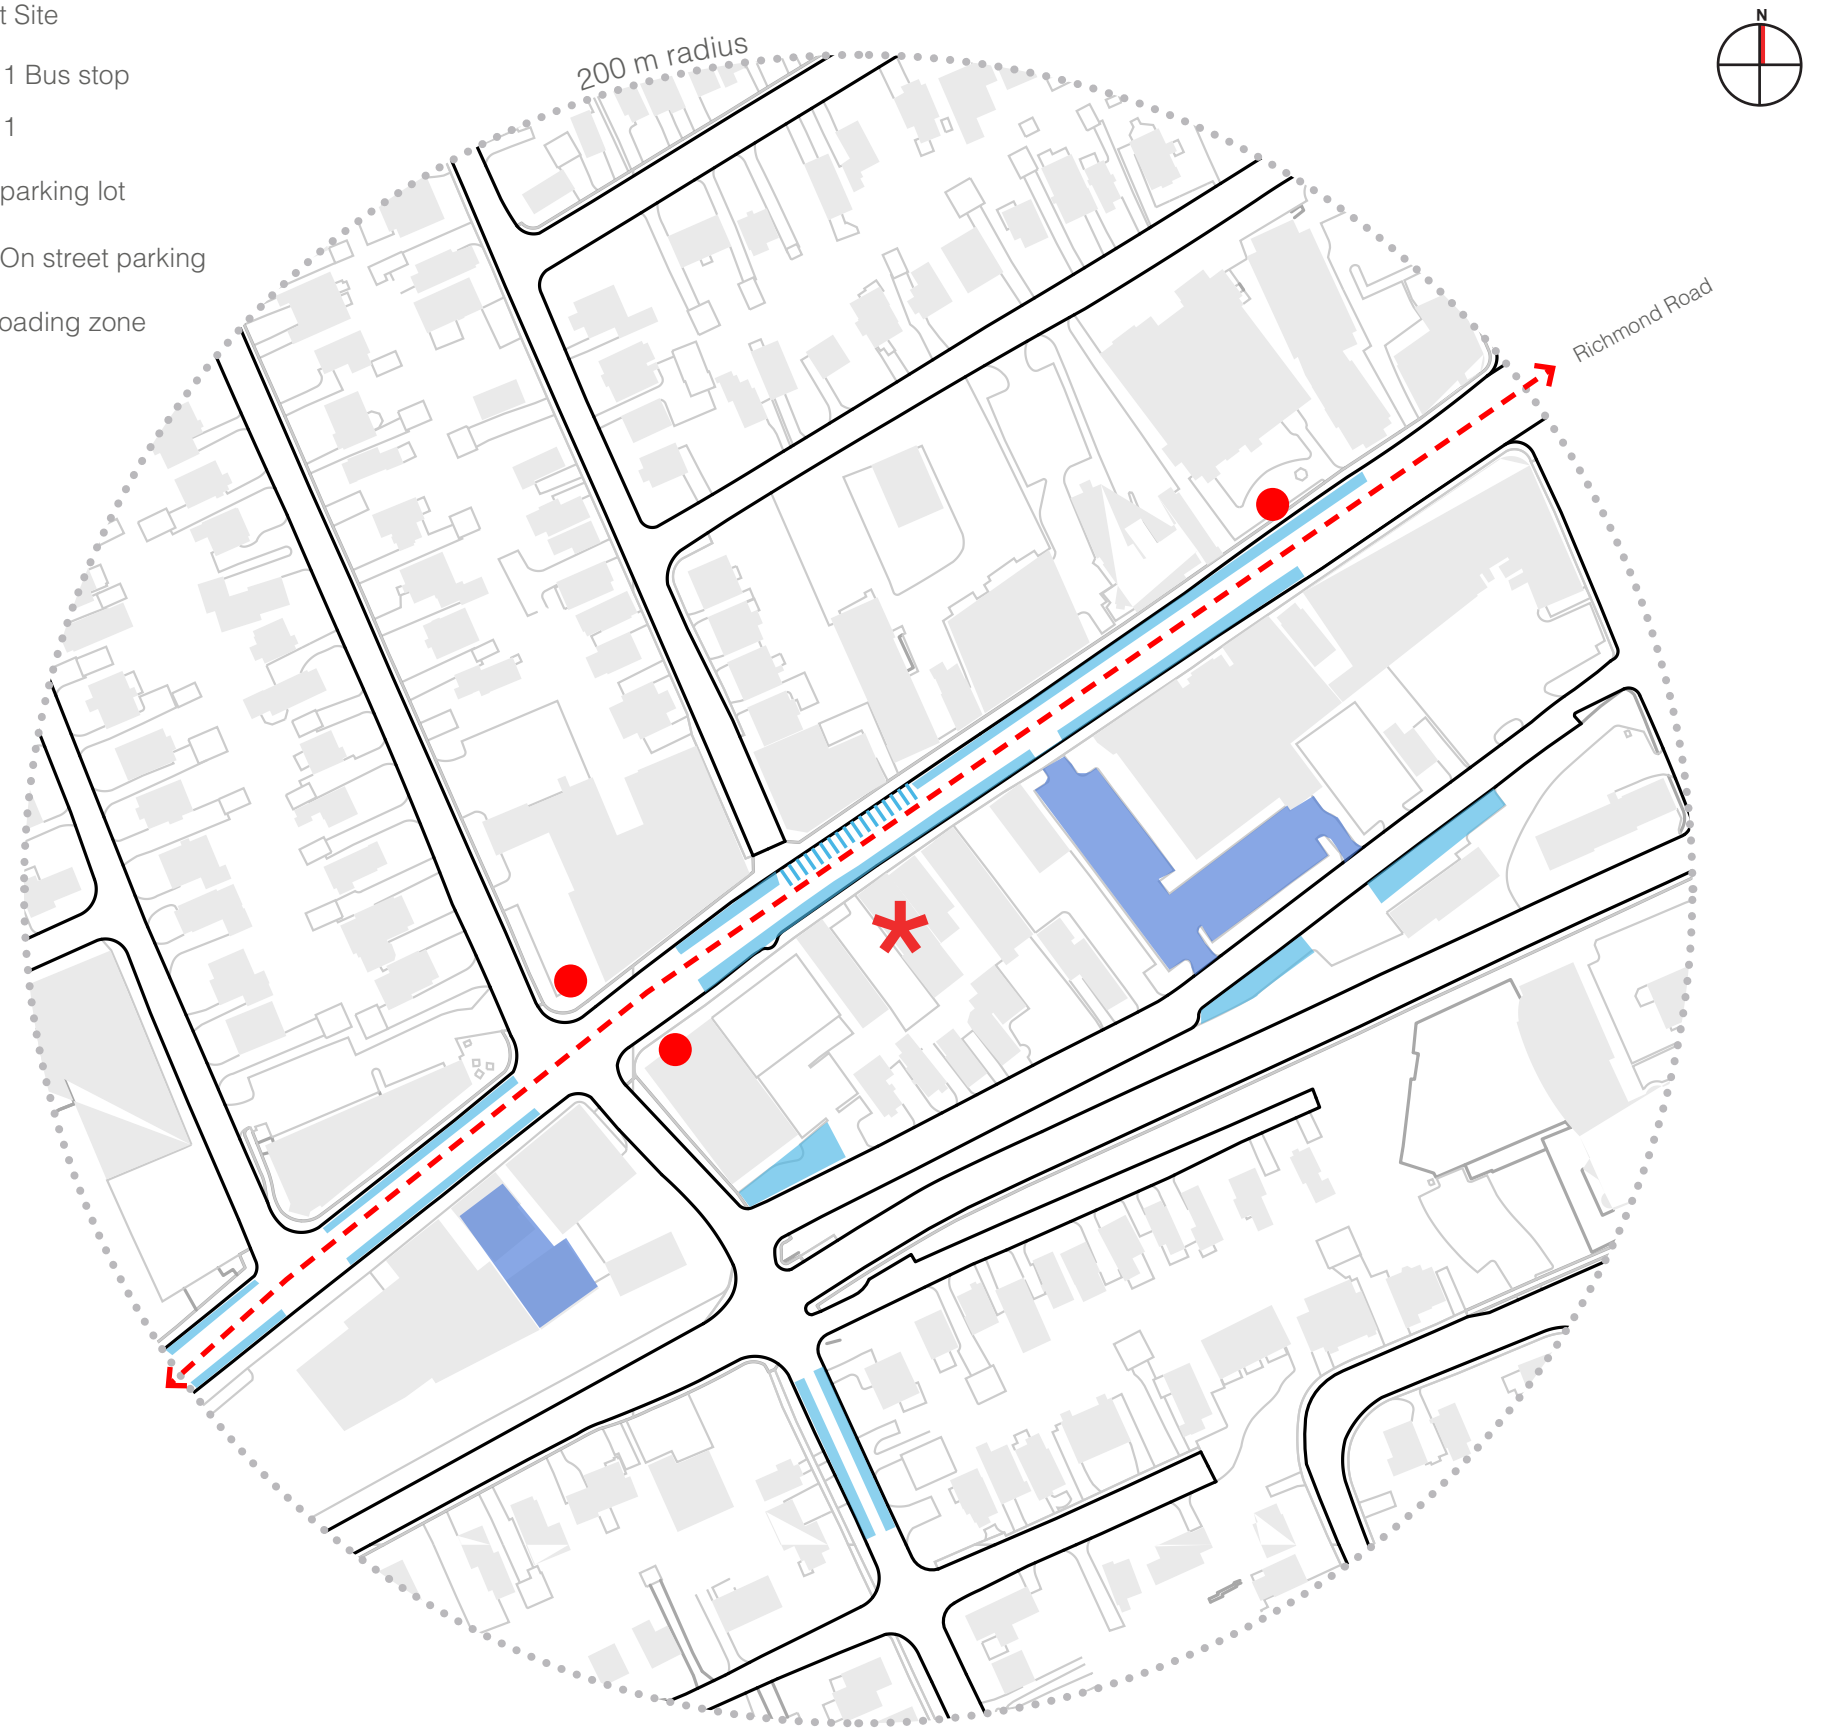 t Site
1 Bus stop
1
parking lot
On street parking
oading zone
200 m radius
N
Richmond Road